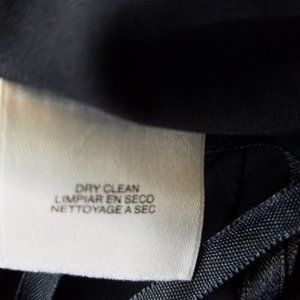 DRY CLEAN
LIMPIAR EN SECO
NETTOYAGE A SEC